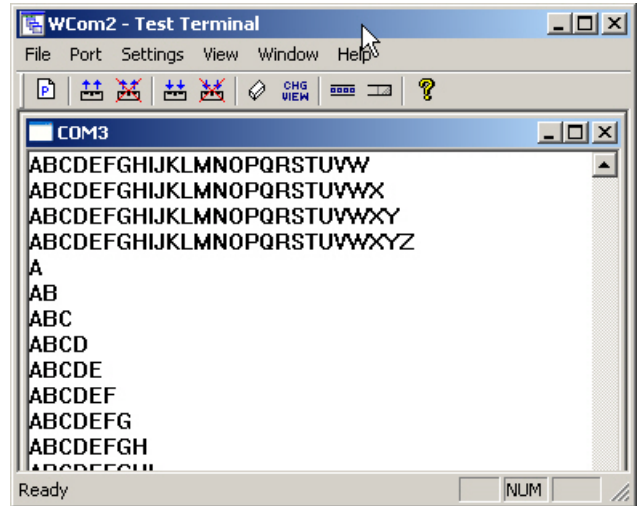 WCom2 - Test Terminal
File Port Settings View Window Help
P CHG VIEW ?
COM3
ABCDEFGHIJKLMNOPQRSTUVW
ABCDEFGHIJKLMNOPQRSTUVWX
ABCDEFGHIJKLMNOPQRSTUVWXY
ABCDEFGHIJKLMNOPQRSTUVWXYZ
A
AB
ABC
ABCD
ABCDE
ABCDEF
ABCDEFG
ABCDEFGH
ABCDEFGHI
Ready NUM